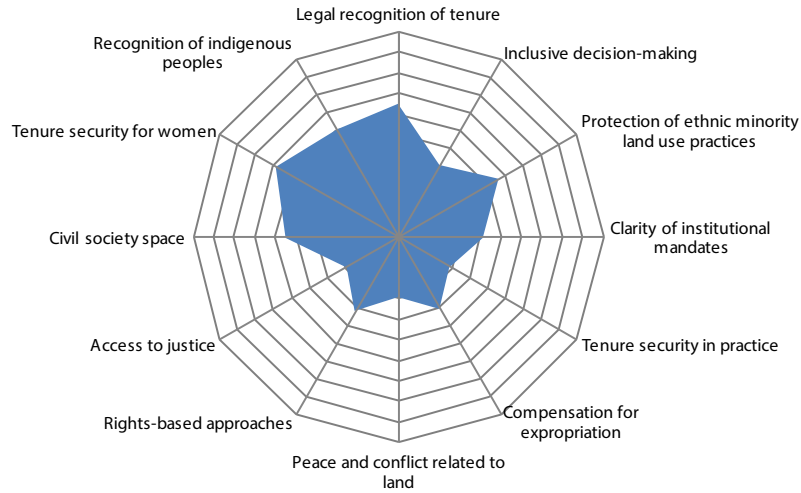 Legal recognition of tenure
Inclusive decision-making
Protection of ethnic minority
land use practices
Clarity of institutional
mandates
Tenure security in practice
Compensation for
expropriation
Peace and conflict related to
land
Rights-based approaches
Access to justice
Civil society space
Tenure security for women
Recognition of indigenous
peoples